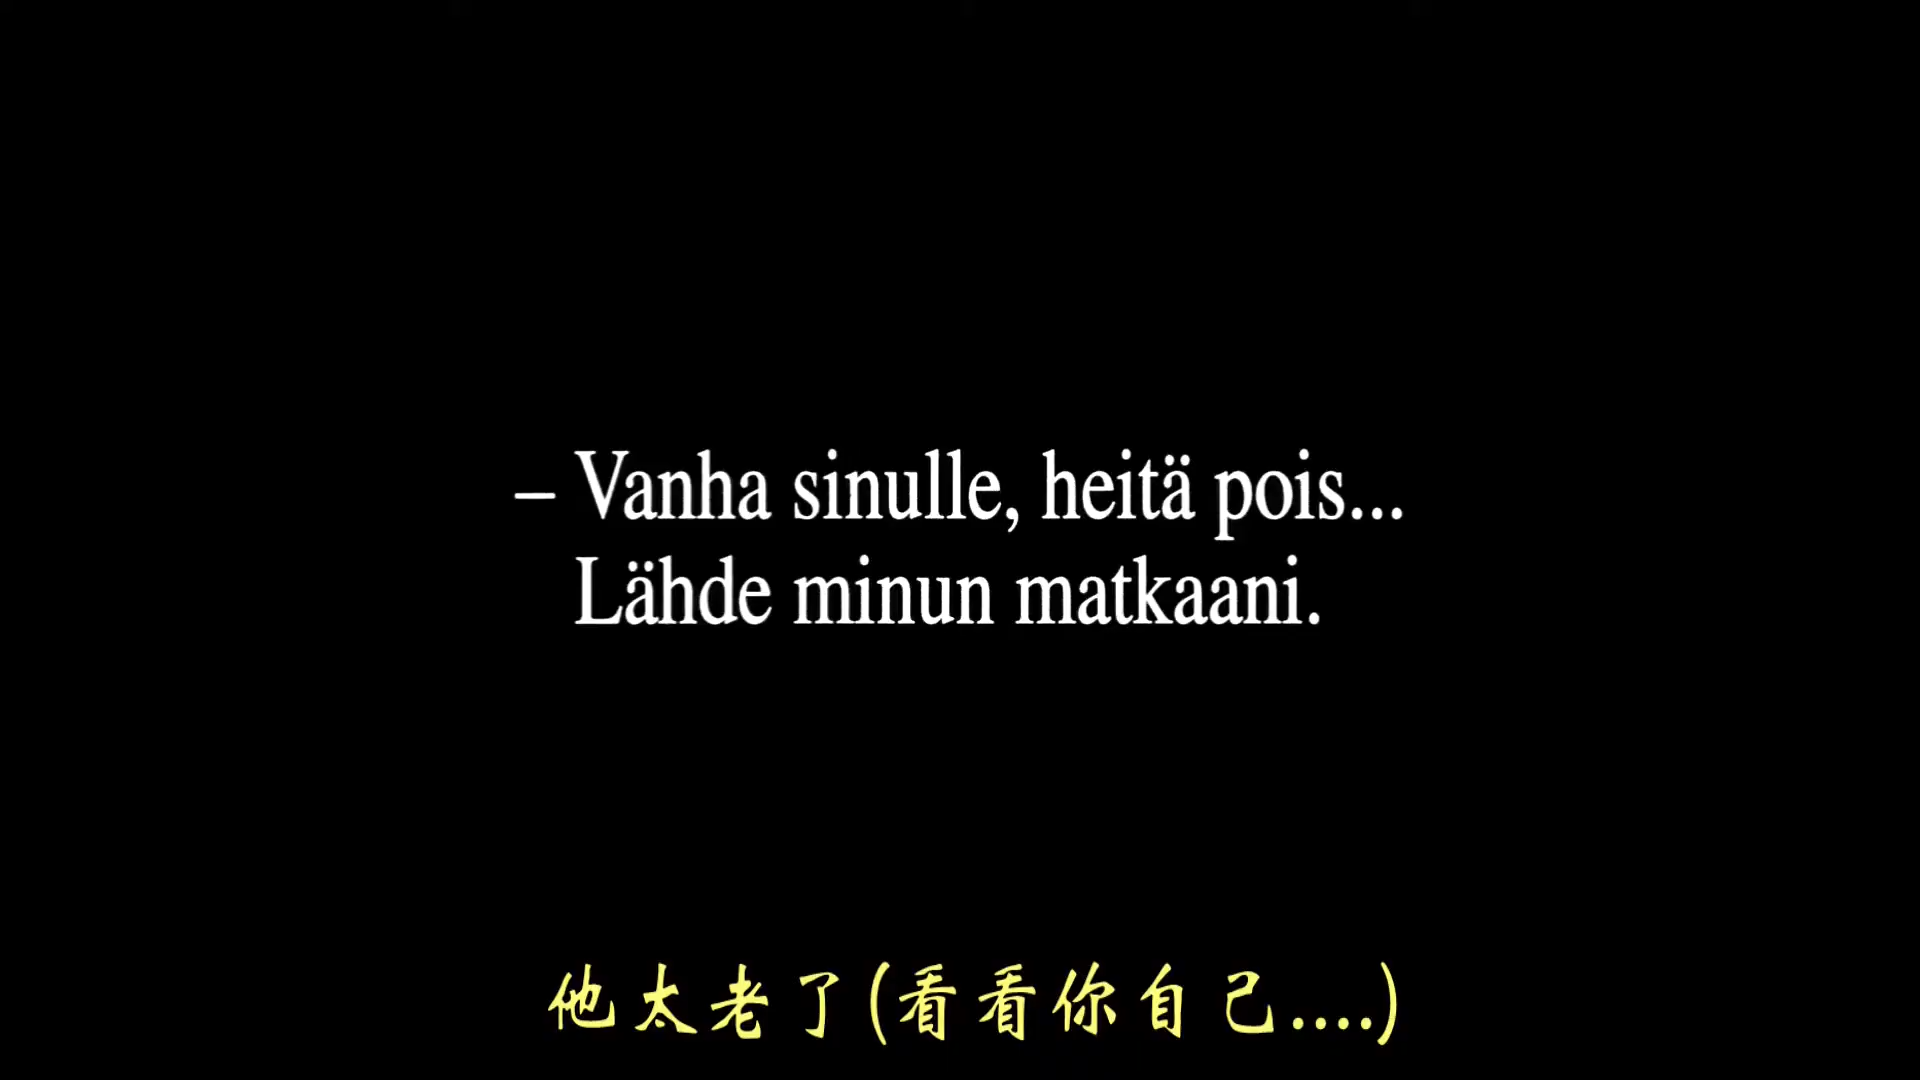 – Vanha sinulle, heitä pois...
Lähde minun matkaani.
他太老了(看看你自己....)